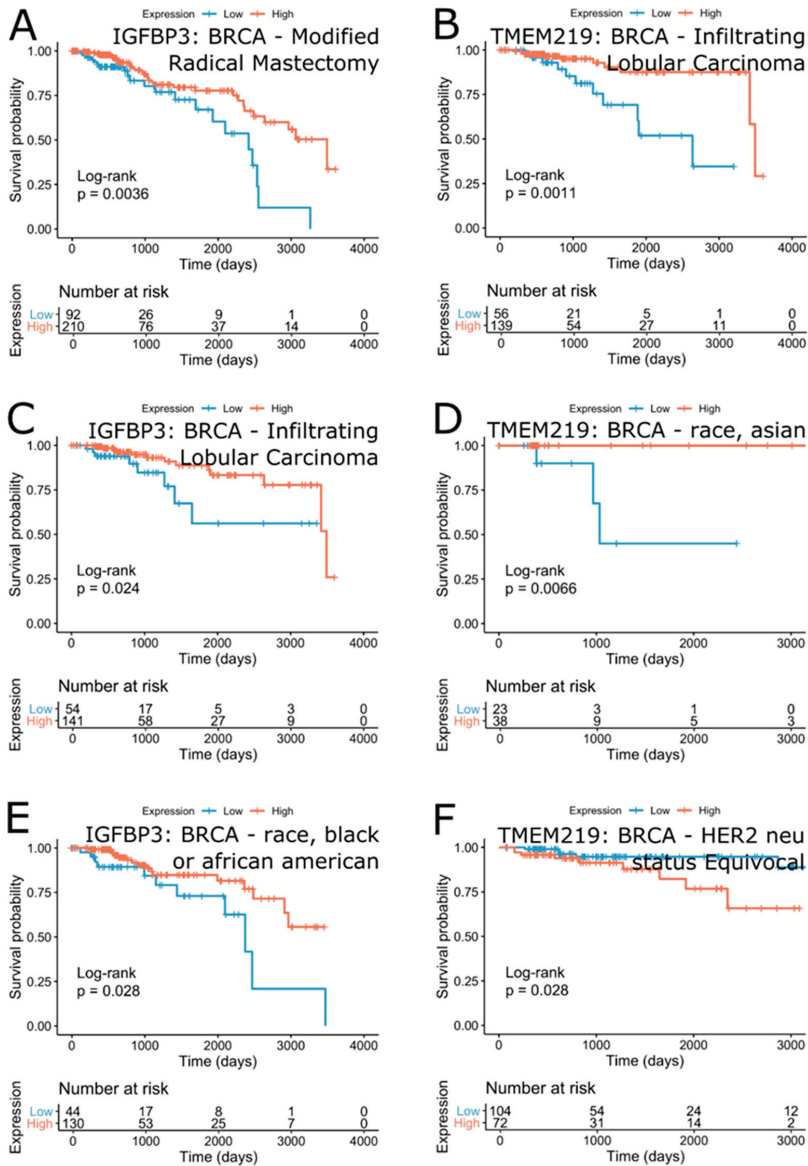 A
Expression Low High
IGFBP3: BRCA - Modified
Radical Mastectomy
Survival probability
1.00
0.75
0.50
0.25
0.00
Log-rank
p = 0.0036
0 1000 2000 3000 4000
Time (days)
Number at risk
Expression
Low 92 26 9 1 0
High 210 76 37 14 0
0 1000 2000 3000 4000
Time (days)
B
Expression Low High
TMEM219: BRCA - Infiltrating
Lobular Carcinoma
Survival probability
1.00
0.75
0.50
0.25
0.00
Log-rank
p = 0.0011
0 1000 2000 3000 4000
Time (days)
Number at risk
Expression
Low 56 21 5 1 0
High 139 54 27 11 0
0 1000 2000 3000 4000
Time (days)
C
Expression Low High
IGFBP3: BRCA - Infiltrating
Lobular Carcinoma
Survival probability
1.00
0.75
0.50
0.25
0.00
Log-rank
p = 0.024
0 1000 2000 3000 4000
Time (days)
Number at risk
Expression
Low 54 17 5 3 0
High 141 58 27 9 0
0 1000 2000 3000 4000
Time (days)
D
Expression Low High
TMEM219: BRCA - race, asian
Survival probability
1.00
0.75
0.50
0.25
0.00
Log-rank
p = 0.0066
0 1000 2000 3000
Time (days)
Number at risk
Expression
Low 23 3 1 0
High 38 9 5 3
0 1000 2000 3000
Time (days)
E
Expression Low High
IGFBP3: BRCA - race, black
or african american
Survival probability
1.00
0.75
0.50
0.25
0.00
Log-rank
p = 0.028
0 1000 2000 3000 4000
Time (days)
Number at risk
Expression
Low 44 17 8 1 0
High 130 53 25 7 0
0 1000 2000 3000 4000
Time (days)
F
Expression Low High
TMEM219: BRCA - HER2 neu
status Equivocal
Survival probability
1.00
0.75
0.50
0.25
0.00
Log-rank
p = 0.028
0 1000 2000 3000
Time (days)
Number at risk
Expression
Low 104 54 24 12
High 72 31 14 2
0 1000 2000 3000
Time (days)